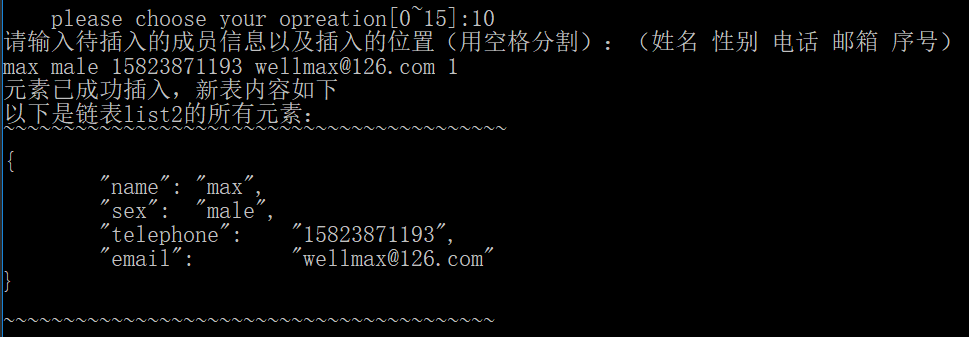 please choose your opreation[0~15]:10
请输入待插入的成员信息以及插入的位置（用空格分割）：（姓名 性别 电话 邮箱 序号）
max male 15823871193 wellmax@126.com 1
元素已成功插入，新表内容如下
以下是链表list2的所有元素：
~~~~~~~~~~~~~~~~~~~~~~~~~~~~~~~~~~~~~~~~~~
{
"name": "max",
"sex": "male",
"telephone": "15823871193",
"email": "wellmax@126.com"
}
~~~~~~~~~~~~~~~~~~~~~~~~~~~~~~~~~~~~~~~~~